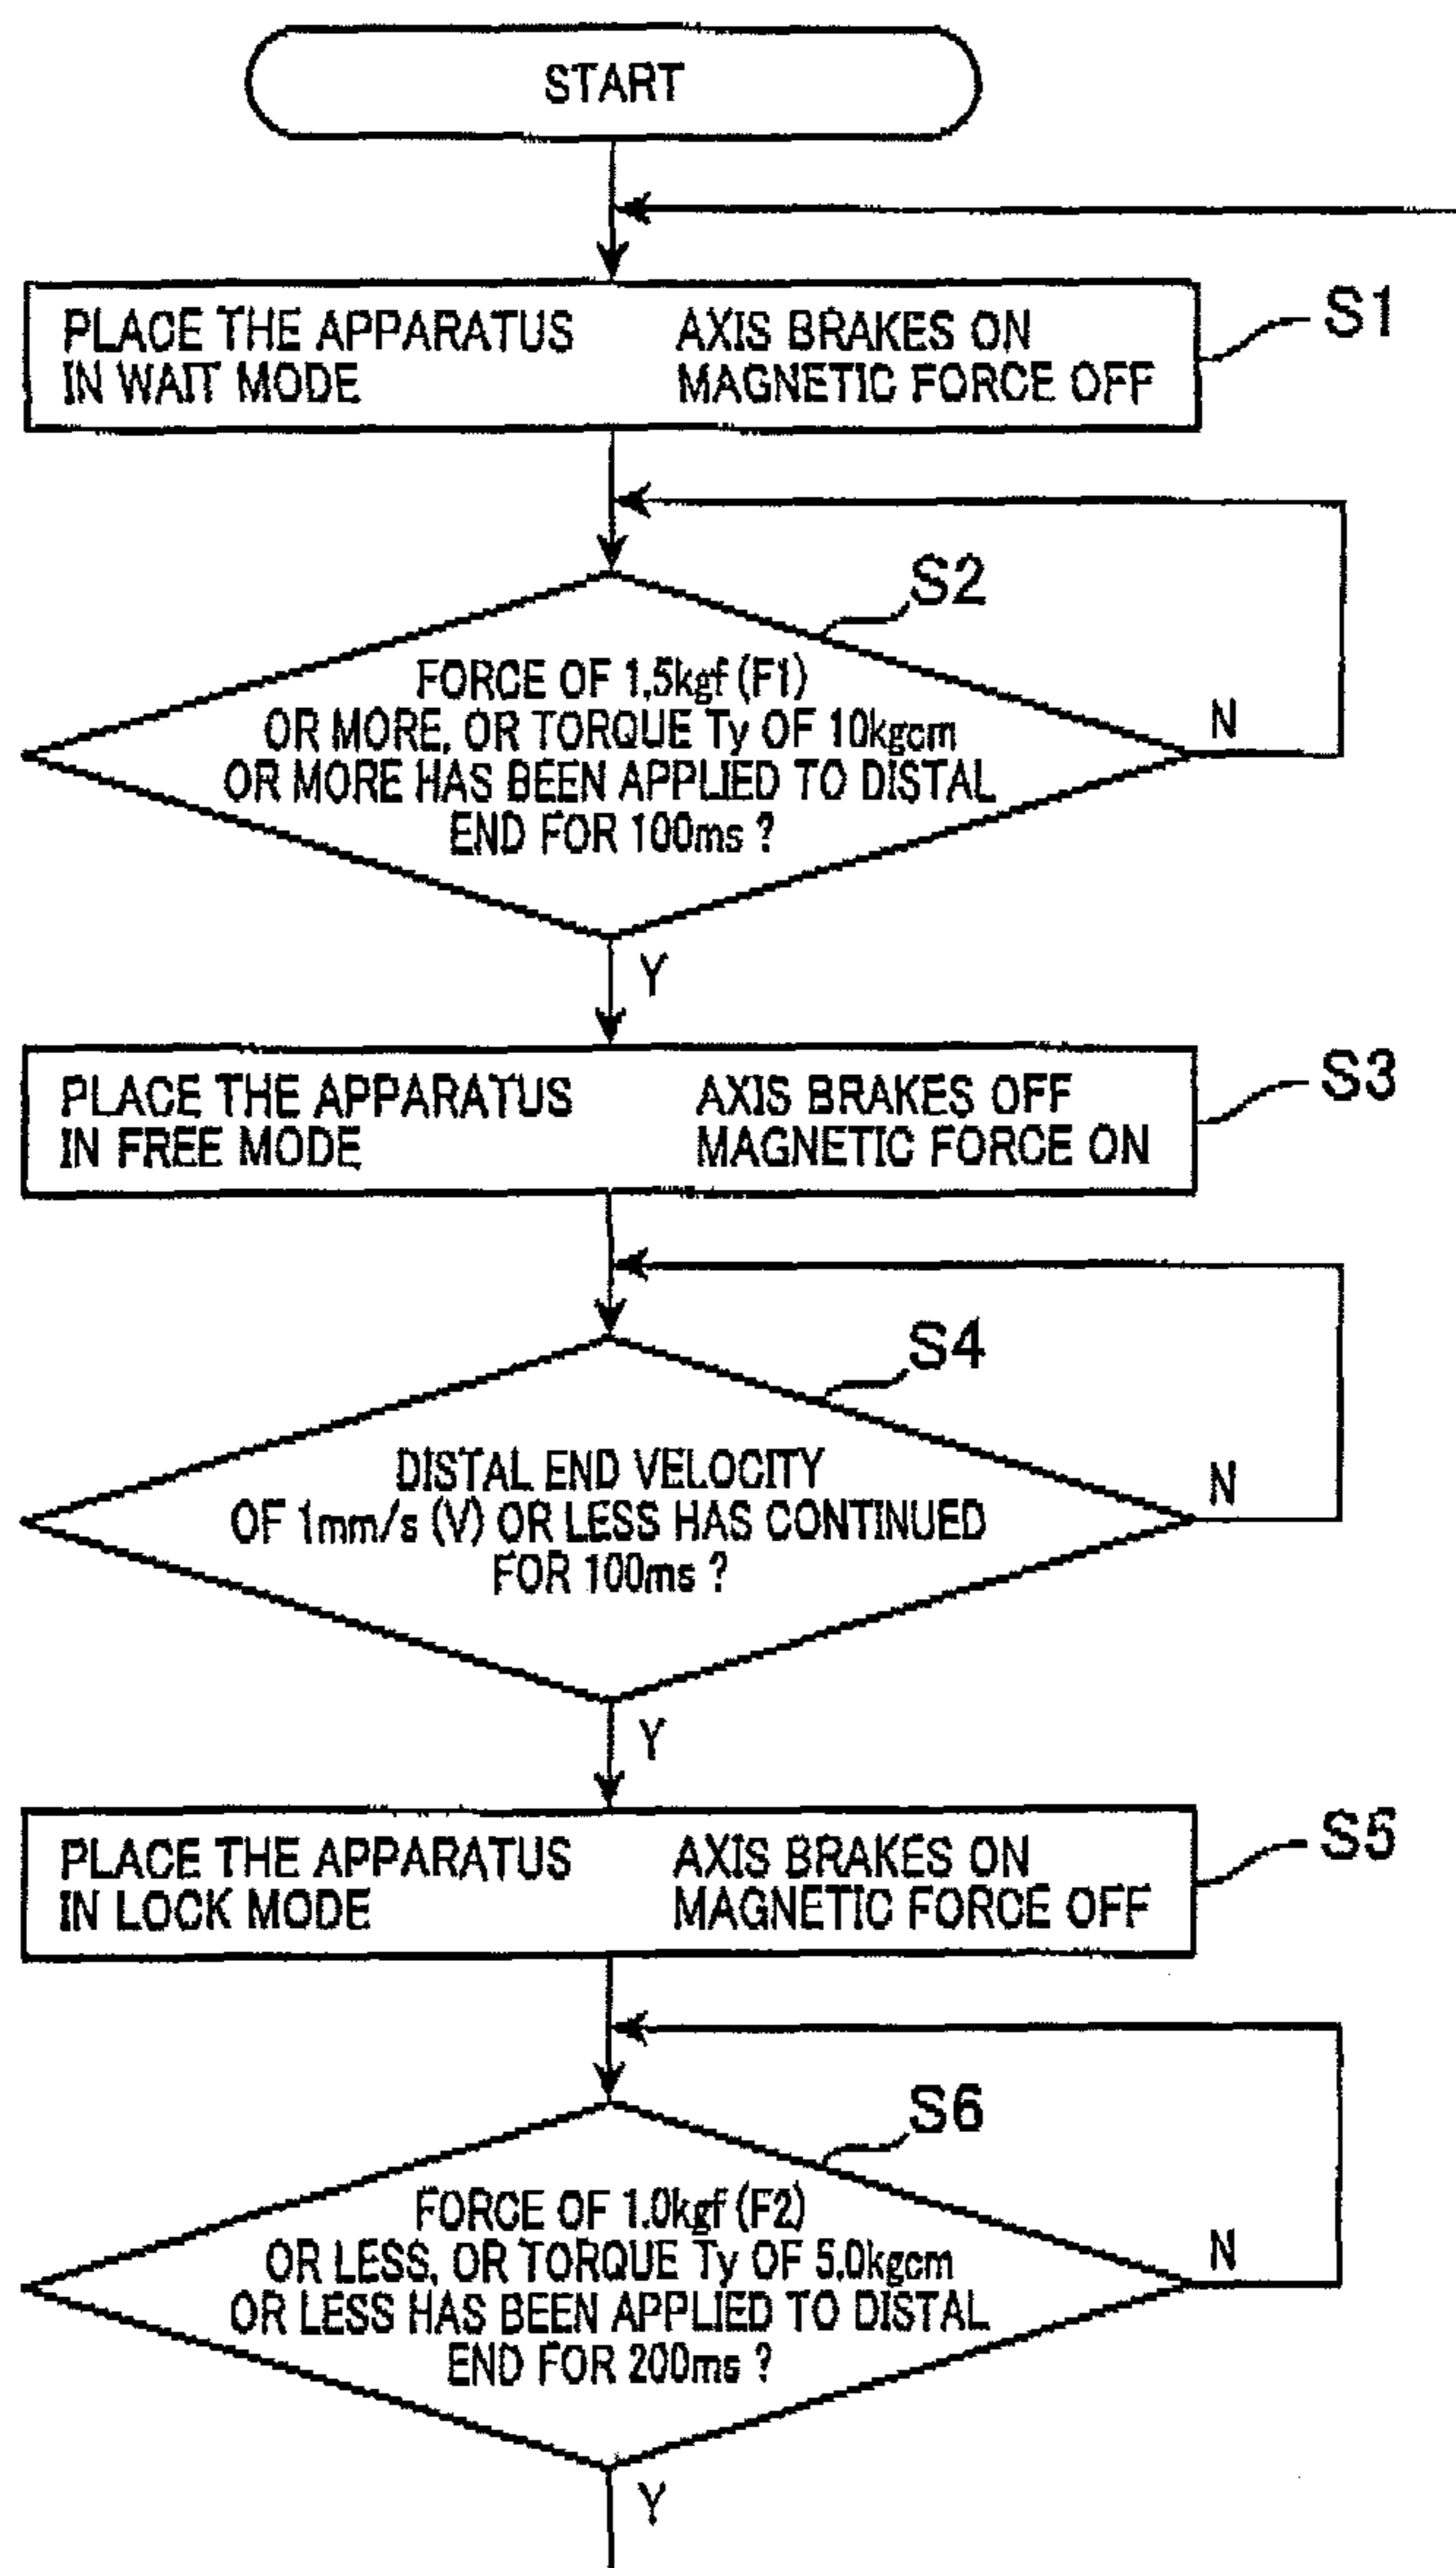 START
PLACE THE APPARATUS AXIS BRAKES ON
IN WAIT MODE MAGNETIC FORCE OFF
S1
S2
FORCE OF 1.5kgf (F1)
OR MORE, OR TORQUE Ty OF 10kgcm
OR MORE HAS BEEN APPLIED TO DISTAL
END FOR 100ms ?
N
Y
PLACE THE APPARATUS AXIS BRAKES OFF
IN FREE MODE MAGNETIC FORCE ON
S3
S4
DISTAL END VELOCITY
OF 1mm/s (V) OR LESS HAS CONTINUED
FOR 100ms ?
N
Y
PLACE THE APPARATUS AXIS BRAKES ON
IN LOCK MODE MAGNETIC FORCE OFF
S5
S6
FORCE OF 1.0kgf (F2)
OR LESS, OR TORQUE Ty OF 5.0kgcm
OR LESS HAS BEEN APPLIED TO DISTAL
END FOR 200ms ?
N
Y